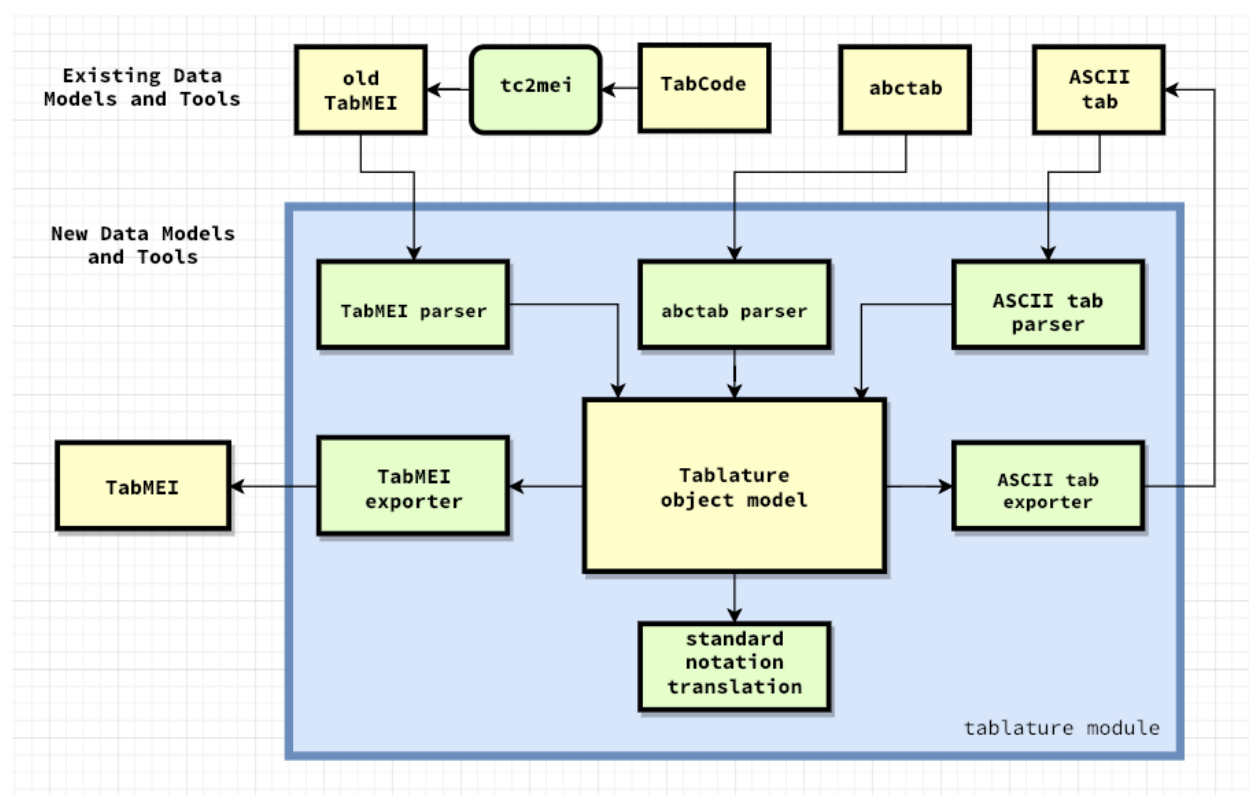 Existing Data
Models and Tools
old
TabMEI
tc2mei
TabCode
abctab
ASCII
tab
New Data Models
and Tools
TabMEI parser
abctab parser
ASCII tab
parser
TabMEI
TabMEI
exporter
Tablature
object model
ASCII tab
exporter
standard
notation
translation
tablature module